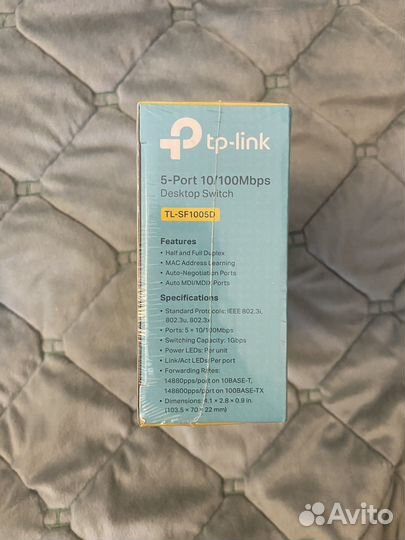 tp-link
5-Port 10/100Mbps
Desktop Switch
TL-SF1005D
Features
• Half and Full Duplex
• MAC Address Learning
• Auto-Negotiation Ports
• Auto MDI/MDIX Ports
Specifications
• Standard Protocols: IEEE 802.3i,
802.3u, 802.3x
• Ports: 5 × 10/100Mbps
• Switching Capacity: 1Gbps
• Power LEDs: Per unit
• Link/Act LEDs: Per port
• Forwarding Rates:
14880pps/port on 10BASE-T,
148800pps/port on 100BASE-TX
• Dimensions: 4.1 × 2.8 × 0.9 in.
(103.5 × 70 × 22 mm)
Avito